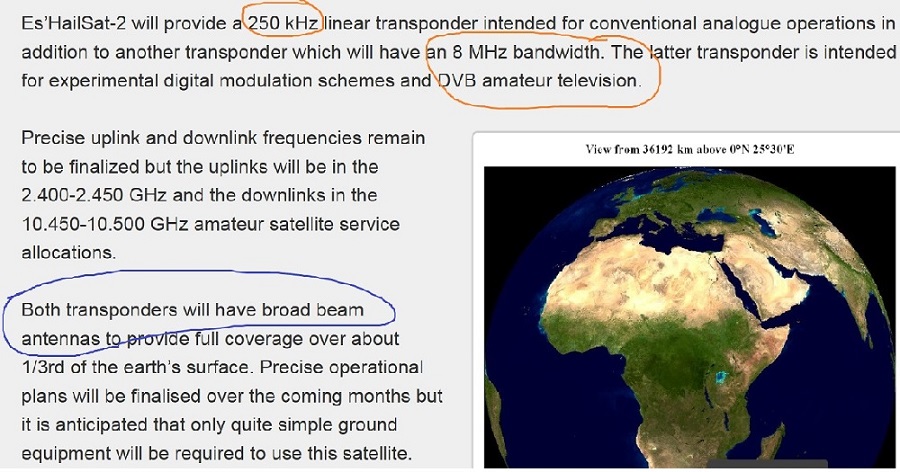 Es'HailSat-2 will provide a 250 kHz linear transponder intended for conventional analogue operations in
addition to another transponder which will have an 8 MHz bandwidth. The latter transponder is intended
for experimental digital modulation schemes and DVB amateur television.
Precise uplink and downlink frequencies remain
to be finalized but the uplinks will be in the
2.400-2.450 GHz and the downlinks in the
10.450-10.500 GHz amateur satellite service
allocations.
Both transponders will have broad beam
antennas to provide full coverage over about
1/3rd of the earth's surface. Precise operational
plans will be finalised over the coming months but
it is anticipated that only quite simple ground
equipment will be required to use this satellite.
View from 36192 km above 0°N 25°30'E